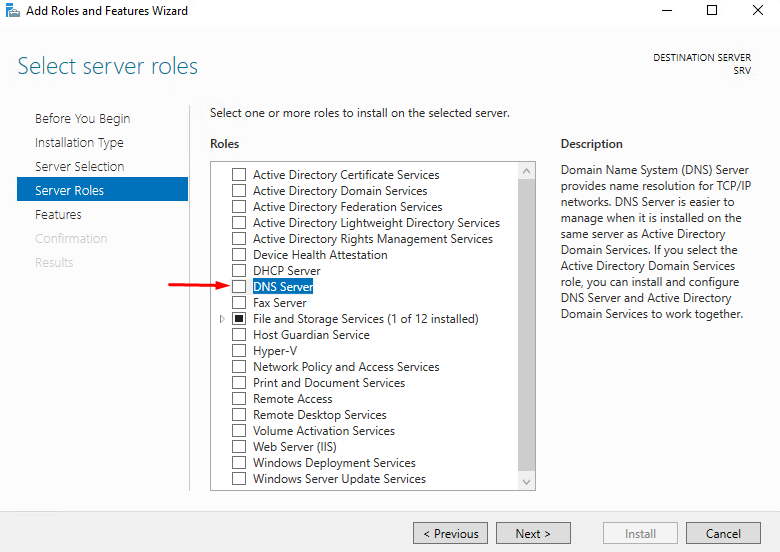 Add Roles and Features Wizard
Select server roles
DESTINATION SERVER
SRV
Before You Begin
Installation Type
Server Selection
Server Roles
Features
Confirmation
Results
Select one or more roles to install on the selected server.
Roles
Active Directory Certificate Services
Active Directory Domain Services
Active Directory Federation Services
Active Directory Lightweight Directory Services
Active Directory Rights Management Services
Device Health Attestation
DHCP Server
DNS Server
Fax Server
File and Storage Services (1 of 12 installed)
Host Guardian Service
Hyper-V
Network Policy and Access Services
Print and Document Services
Remote Access
Remote Desktop Services
Volume Activation Services
Web Server (IIS)
Windows Deployment Services
Windows Server Update Services
Description
Domain Name System (DNS) Server
provides name resolution for TCP/IP
networks. DNS Server is easier to
manage when it is installed on the
same server as Active Directory
Domain Services. If you select the
Active Directory Domain Services
role, you can install and configure
DNS Server and Active Directory
Domain Services to work together.
< Previous
Next >
Install
Cancel